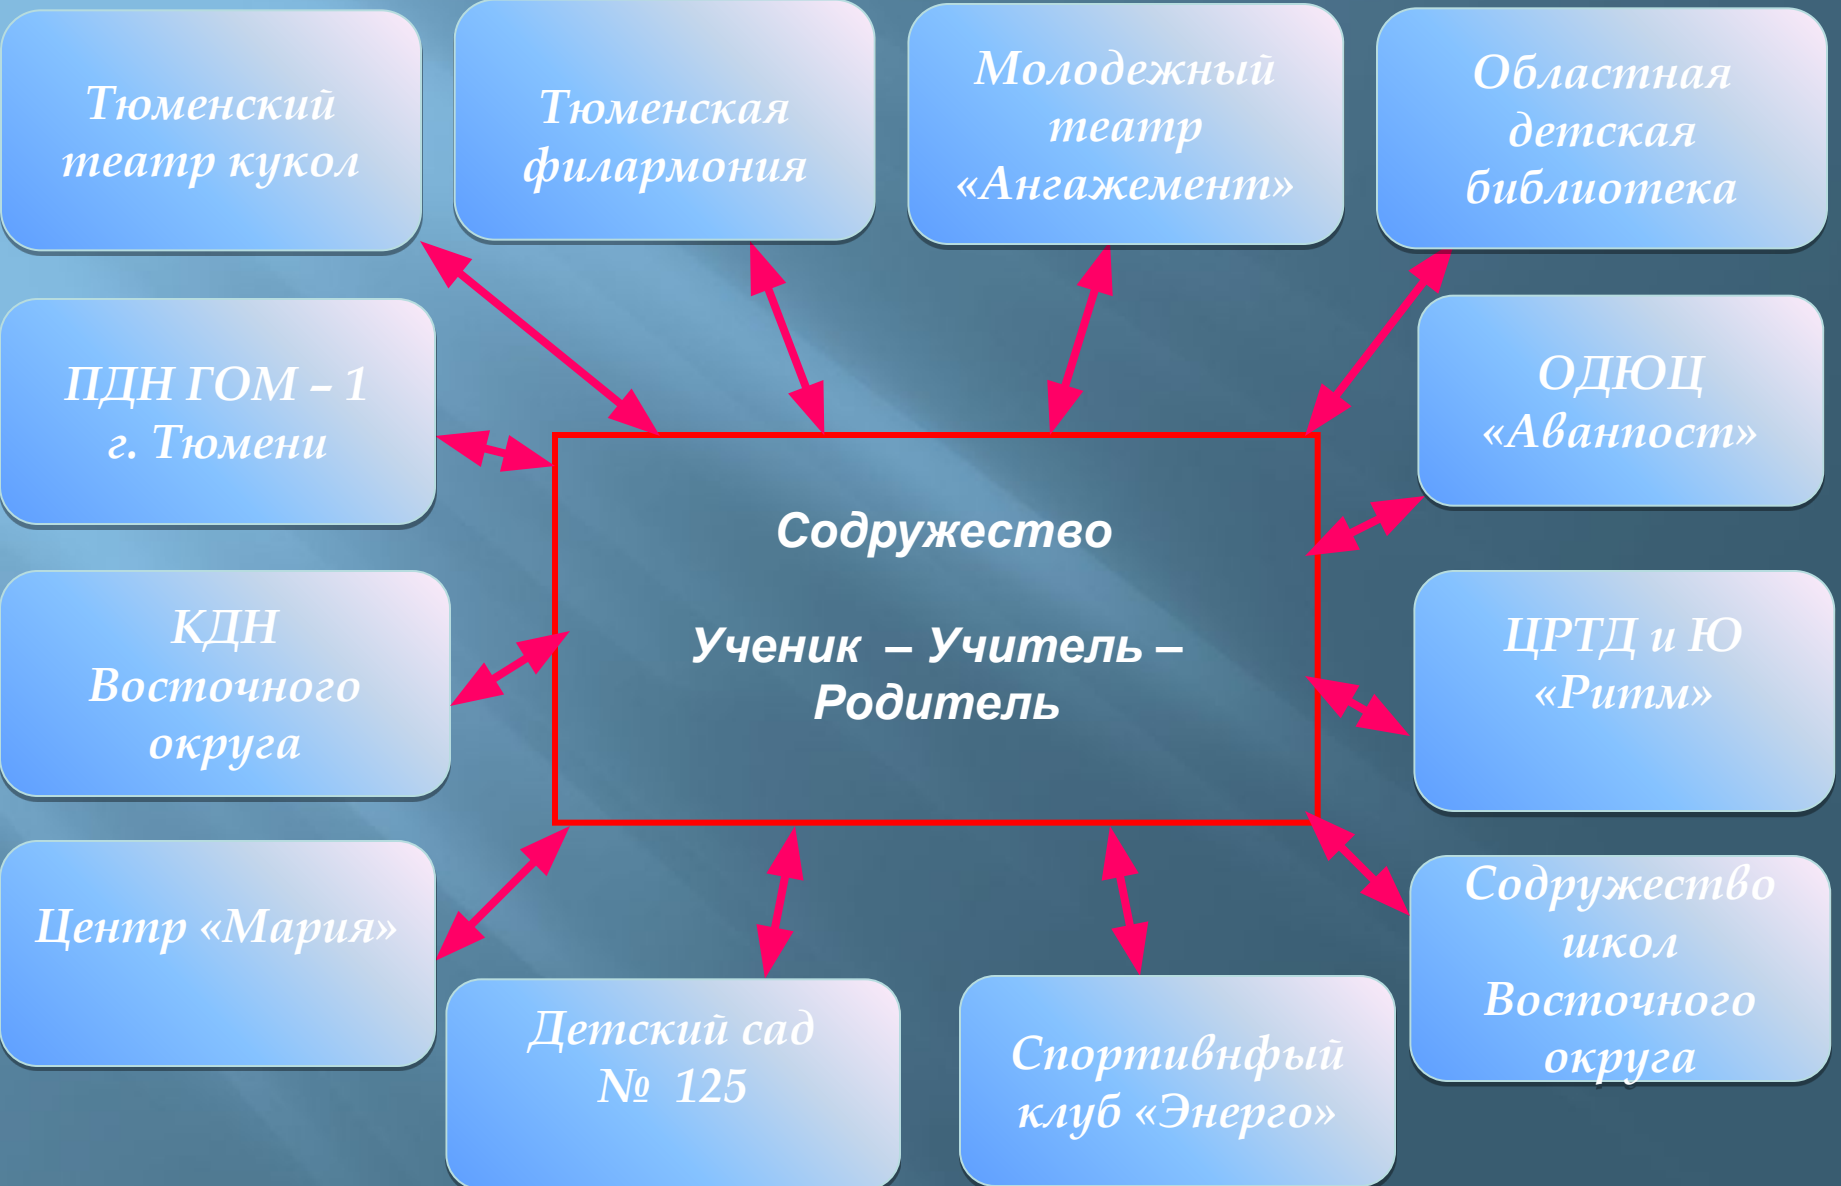 Тюменский
театр кукол
Тюменская
филармония
Молодежный
театр
«Ангажемент»
Областная
детская
библиотека
ПДН ГОМ – 1
г. Тюмени
ОДЮЦ
«Аванпост»
Содружество
Ученик – Учитель –
Родитель
КДН
Восточного
округа
ЦРТД и Ю
«Ритм»
Центр «Мария»
Содружество
школ
Восточного
округа
Детский сад
№ 125
Спортивнфый
клуб «Энерго»